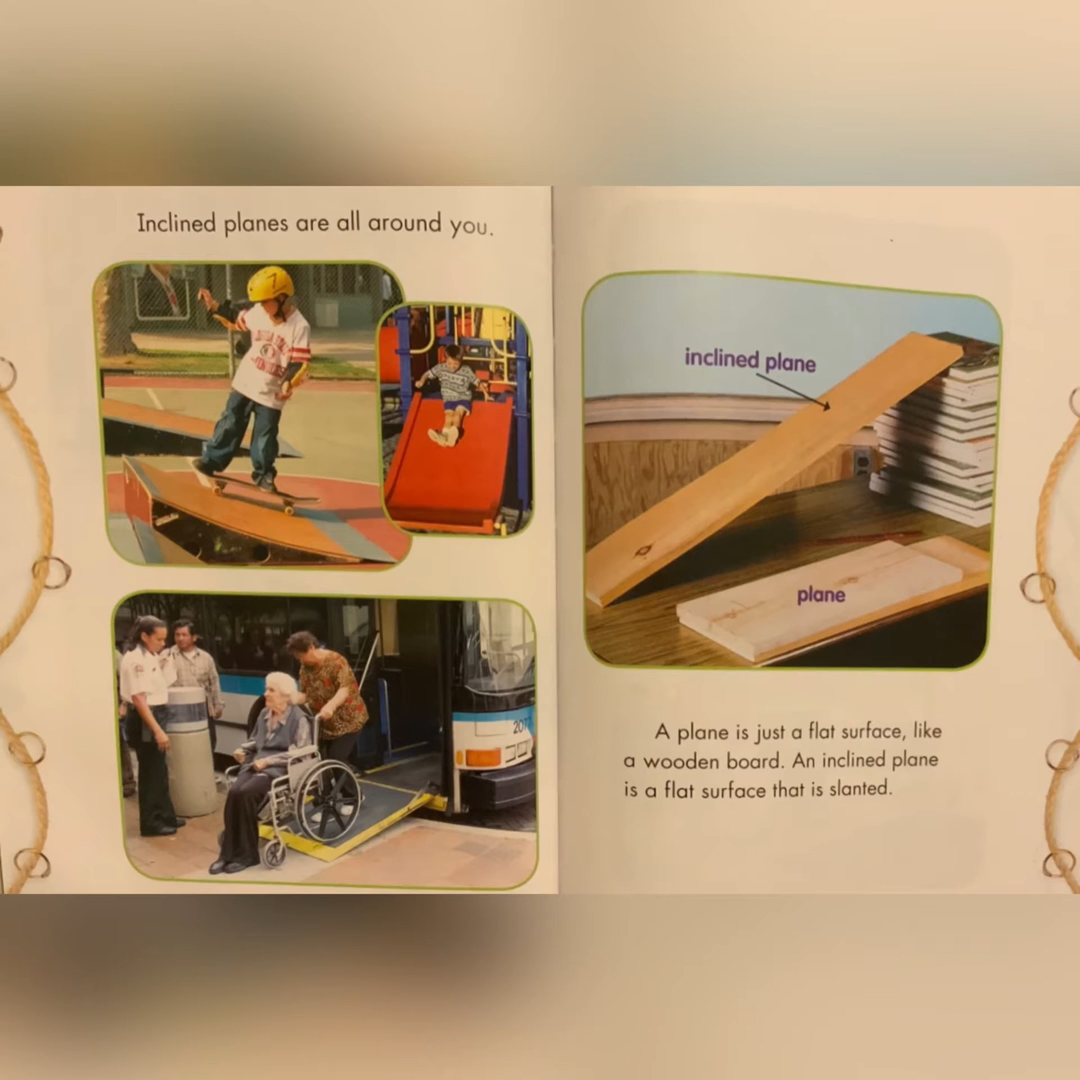 Inclined planes are all around you.
2077
inclined plane
plane
A plane is just a flat surface, like
a wooden board. An inclined plane
is a flat surface that is slanted.